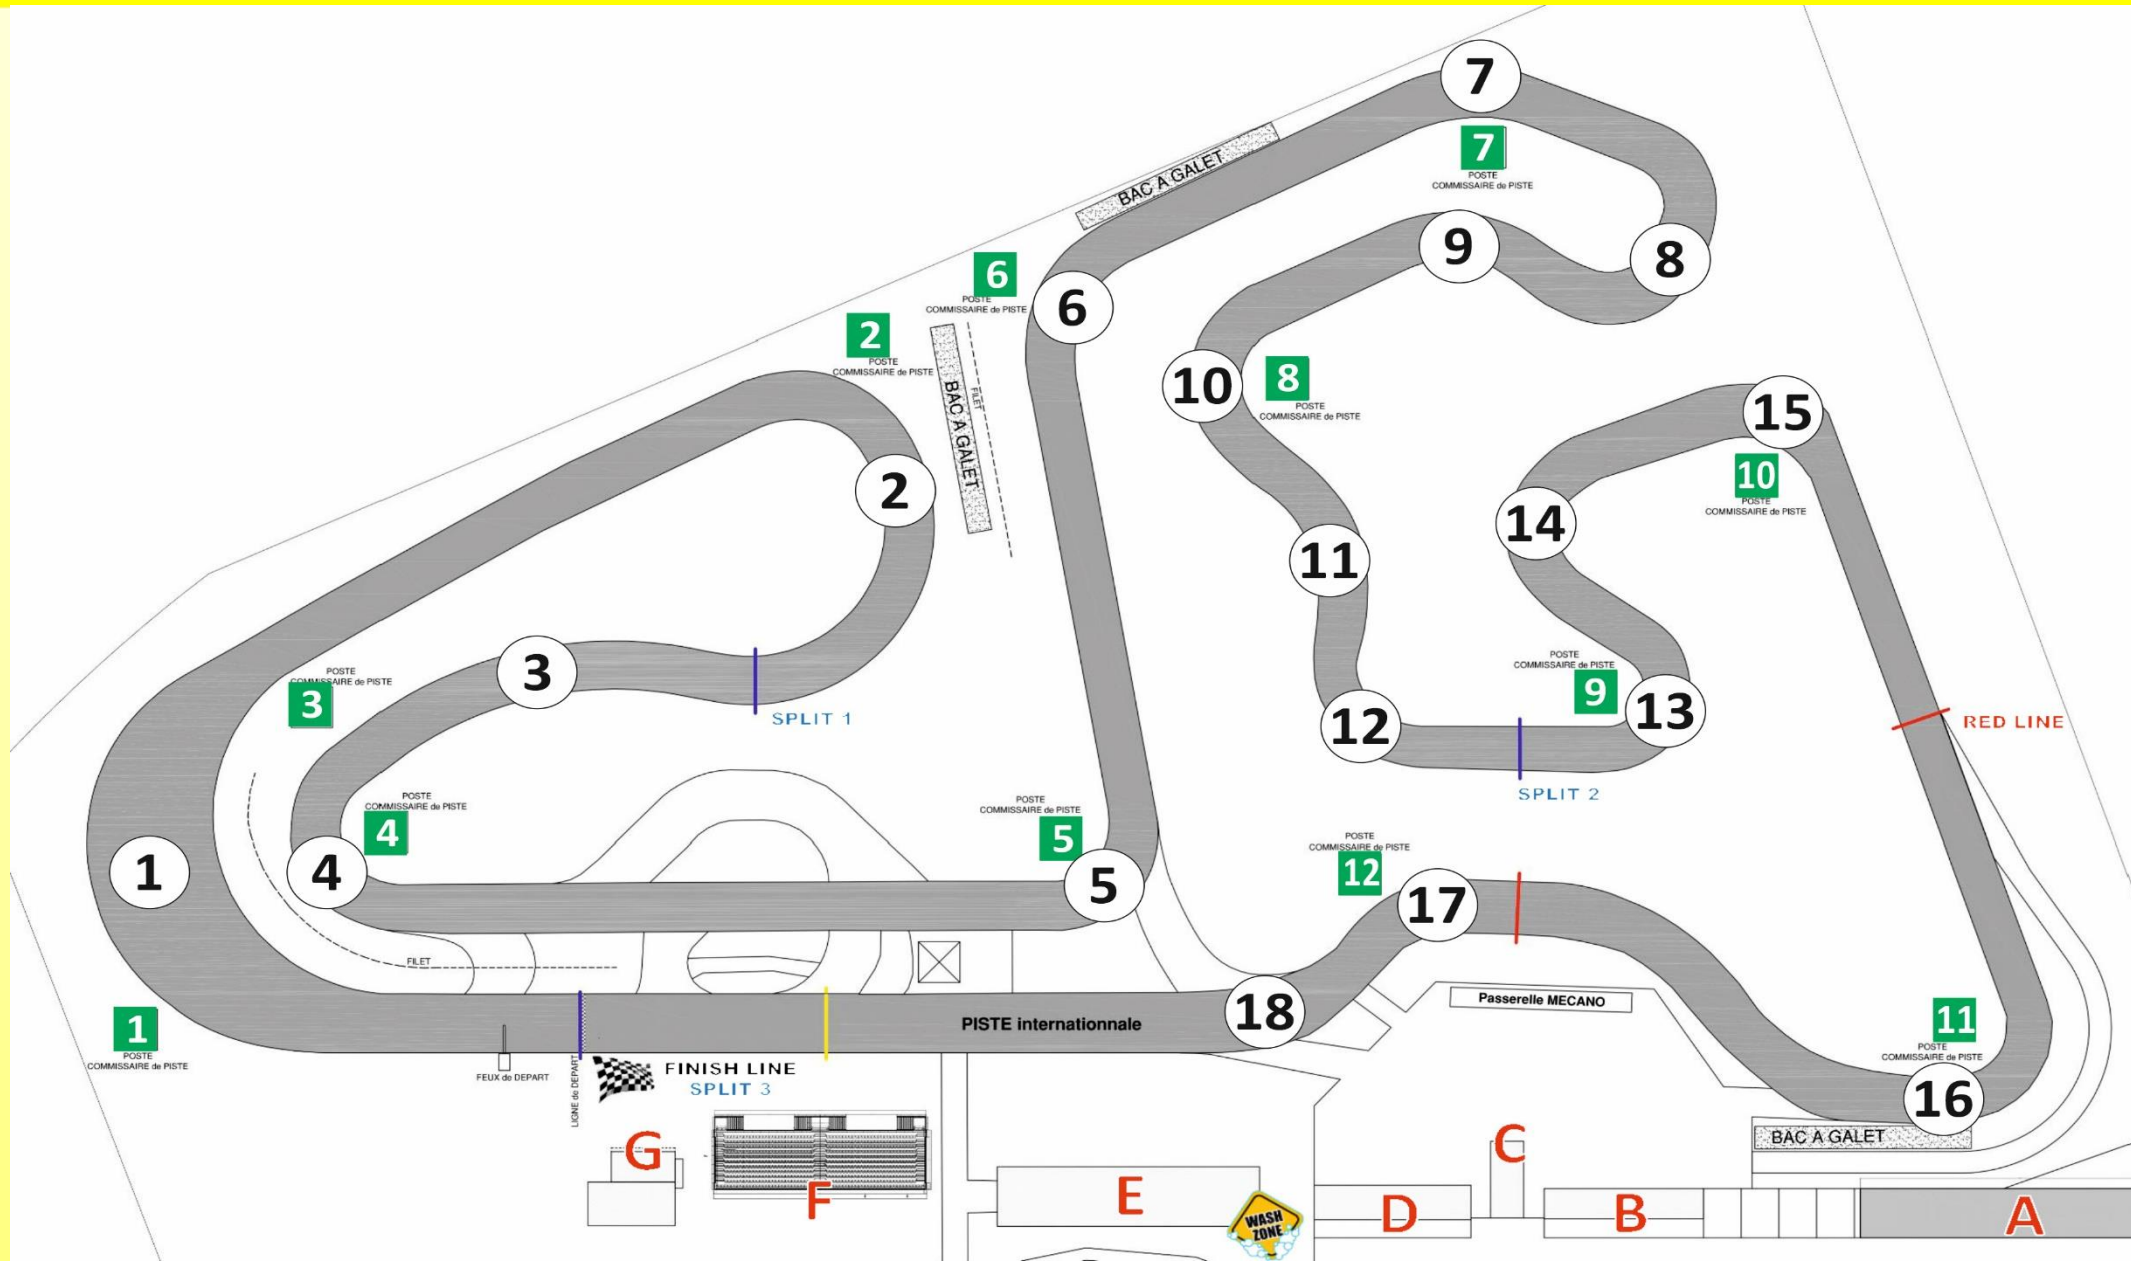 7
7
POSTE
COMMISSAIRE de PISTE
BAC A GALET
9
8
6
POSTE
COMMISSAIRE de PISTE
6
2
POSTE
COMMISSAIRE de PISTE
BAC A GALET
FILET
10
8
POSTE
COMMISSAIRE de PISTE
15
10
POSTE
COMMISSAIRE de PISTE
2
14
11
3
POSTE
COMMISSAIRE de PISTE
3
SPLIT 1
POSTE
COMMISSAIRE de PISTE
9
13
12
RED LINE
SPLIT 2
POSTE
COMMISSAIRE de PISTE
4
POSTE
COMMISSAIRE de PISTE
5
POSTE
COMMISSAIRE de PISTE
12
1
4
5
17
FILET
18
PISTE internationnale
Passerelle MECANO
1
POSTE
COMMISSAIRE de PISTE
11
POSTE
COMMISSAIRE de PISTE
16
FEUX de DEPART
LIGNE de DEPART
FINISH LINE
SPLIT 3
BAC A GALET
G
F
E
WASH
ZONE
D
C
B
A